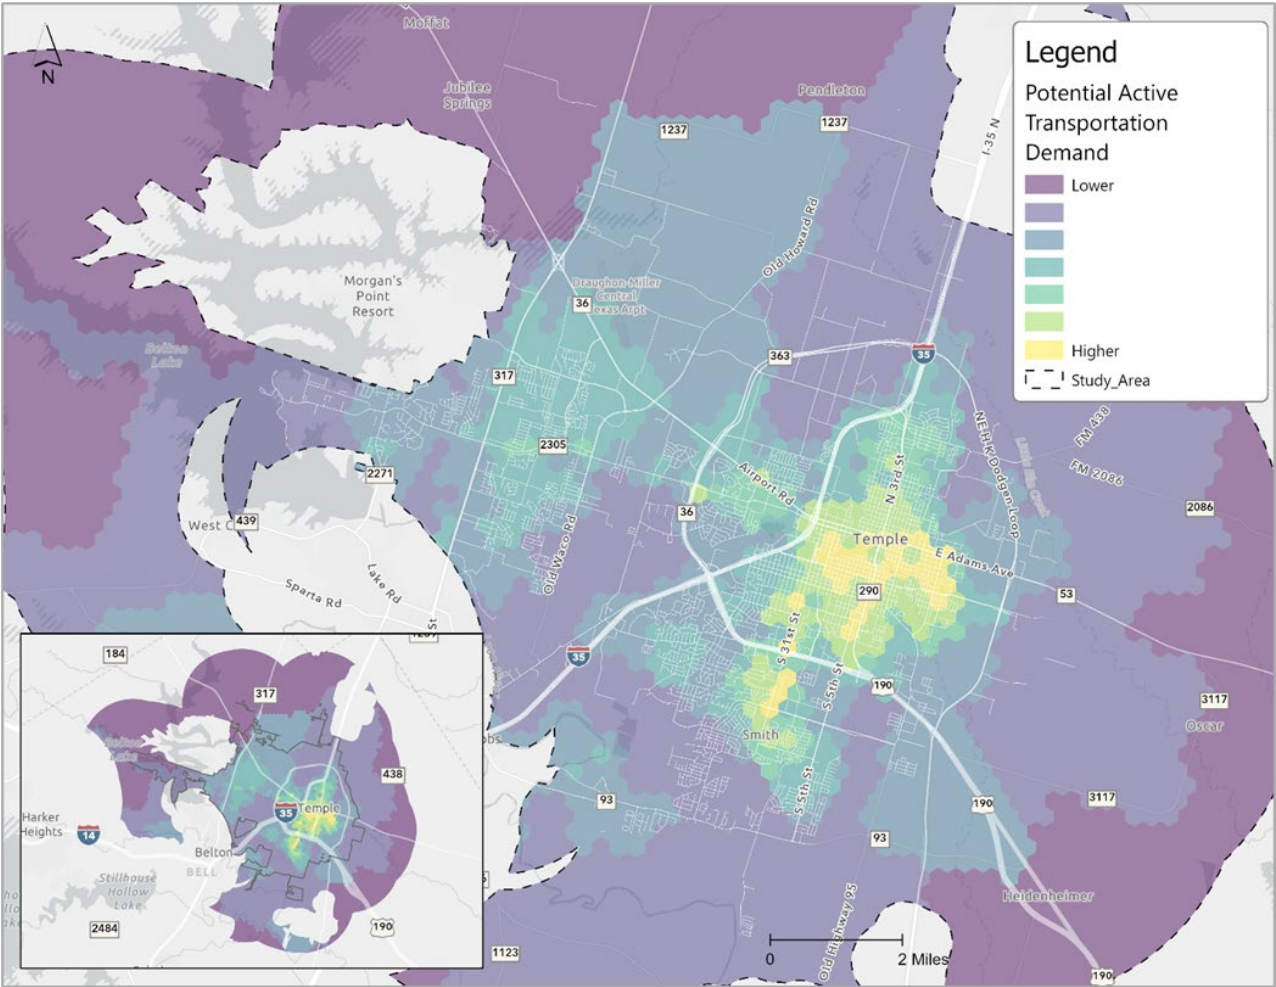 Moffat
Jubilee
Springs
Pendleton
1237
1237
N
I-35 N
Legend
Potential Active
Transportation
Demand
Lower
Higher
Study_Area
Old Howard Rd
Morgan's
Point
Resort
Draughon-Miller
Central
Texas Arpt
36
Belton
Lake
363
35
317
NE H K Dodgen Loop
FM 438
FM 2086
2305
2271
Airport Rd
N 3rd St
36
2086
439
Temple
E Adams Ave
Old Waco Rd
Lake Rd
Sparta Rd
290
53
St
S 31st St
35
S 5th St
190
3117
Oscar
Smith
93
S 5th St
190
3117
93
Heidenheimer
Old Highway 95
1123
0
2 Miles
190
184
317
438
Temple
35
Harker
Heights
14
Belton
BELL
Stillhouse
Hollow
Lake
2484
190